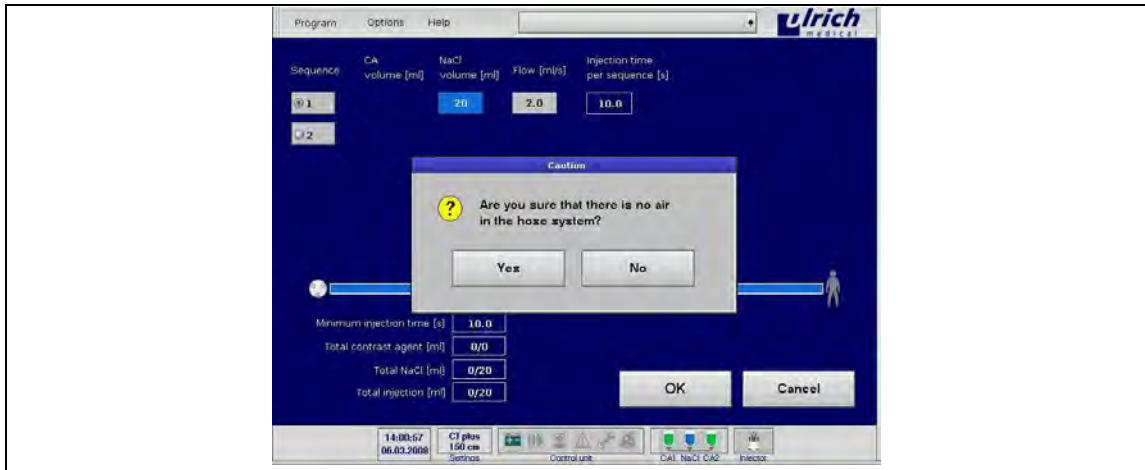 Program Options Help
ulrich
medical
Sequence CA volume [ml] NaCl volume [ml] Flow [ml/s] Injection time per sequence [s]
1 20 2.0 10.0
2
Caution
Are you sure that there is no air
in the hose system?
Yes No
Minimum injection time [s] 10.0
Total contrast agent [ml] 0/0
Total NaCl [ml] 0/20
Total injection [ml] 0/20
OK Cancel
14:00:57
06.03.2008
CT plus
150 cm
Settings Control unit CA1 NaCl CA2 Injector